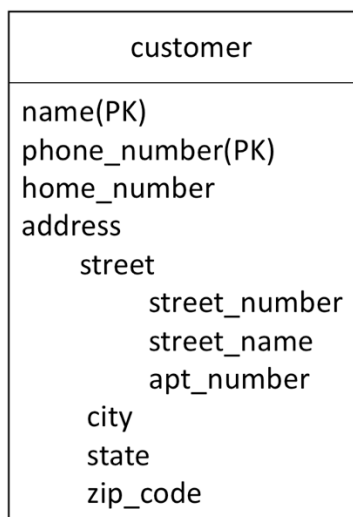 customer
name(PK)
phone_number(PK)
home_number
address
street
street_number
street_name
apt_number
city
state
zip_code